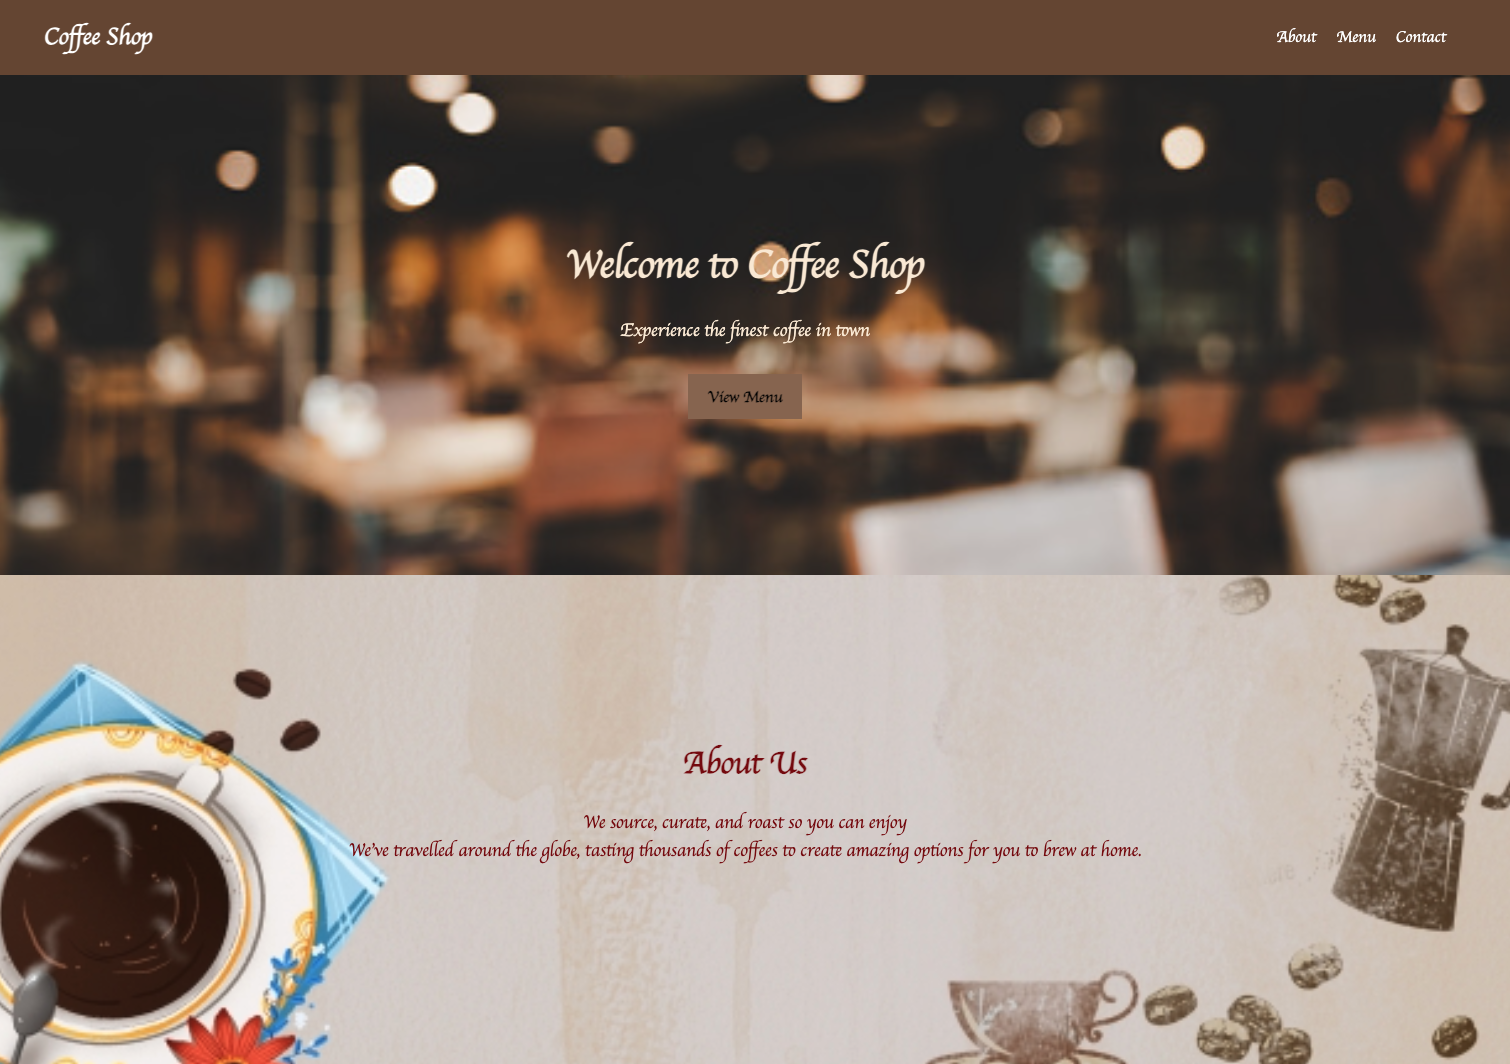 Coffee Shop
About Menu Contact
Welcome to Coffee Shop
Experience the finest coffee in town
View Menu
About Us
We source, curate, and roast so you can enjoy
We've travelled around the globe, tasting thousands of coffees to create amazing options for you to brew at home.